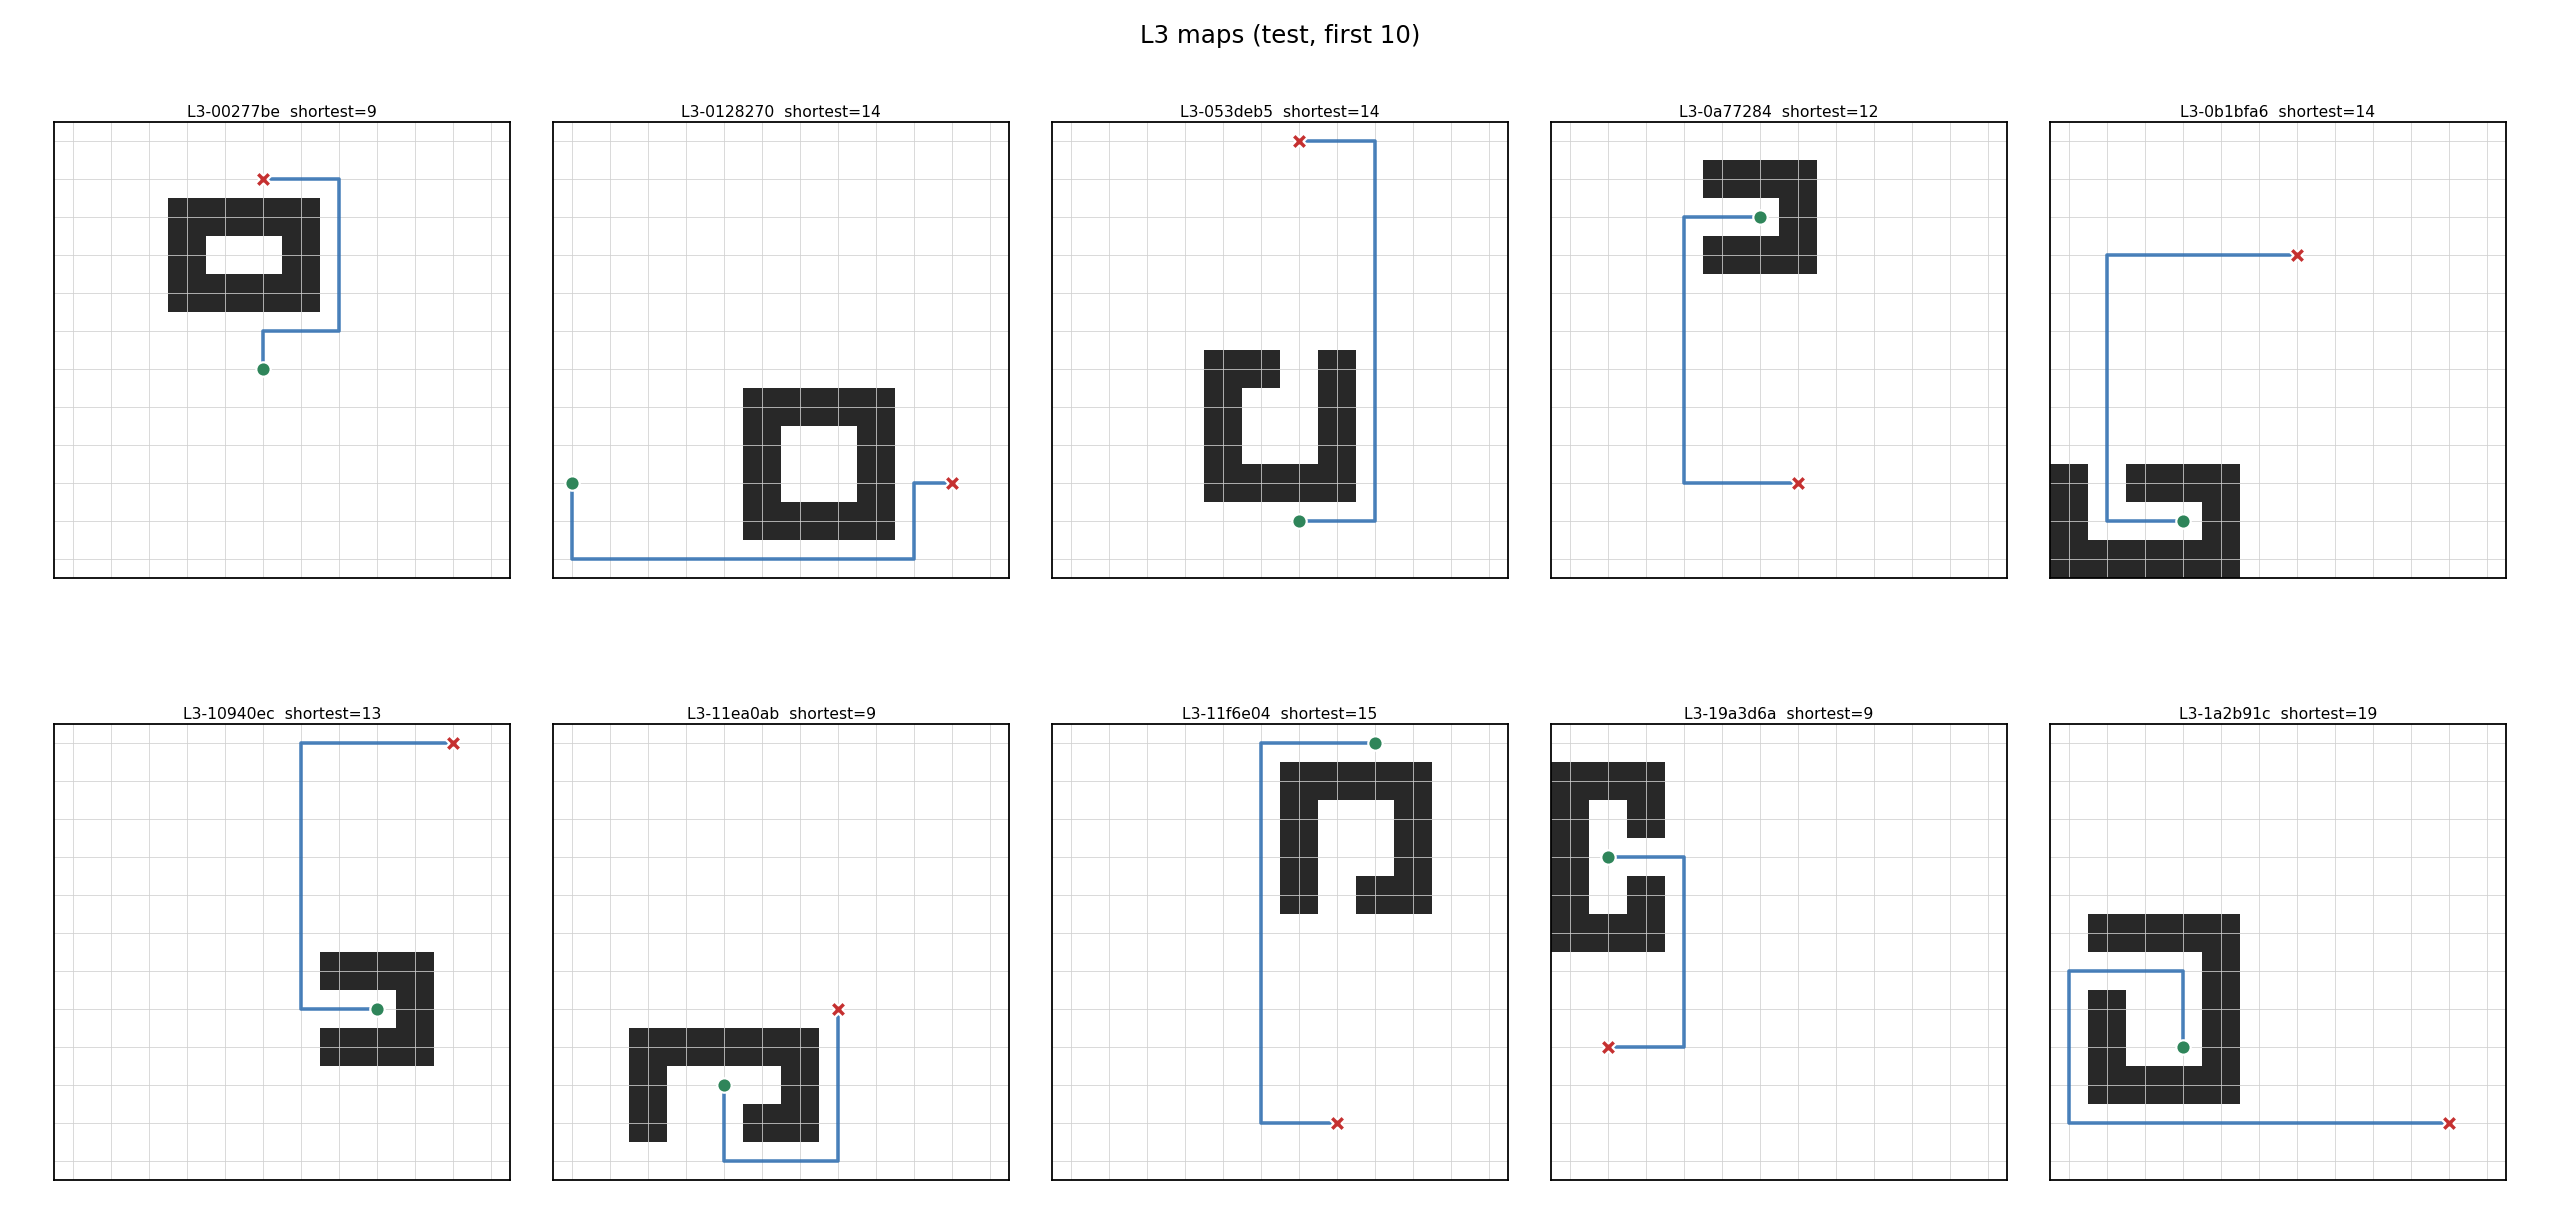 L3 maps (test, first 10)
L3-00277be  shortest=9
L3-0128270  shortest=14
L3-053deb5  shortest=14
L3-0a77284  shortest=12
L3-0b1bfa6  shortest=14
L3-10940ec  shortest=13
L3-11ea0ab  shortest=9
L3-11f6e04  shortest=15
L3-19a3d6a  shortest=9
L3-1a2b91c  shortest=19